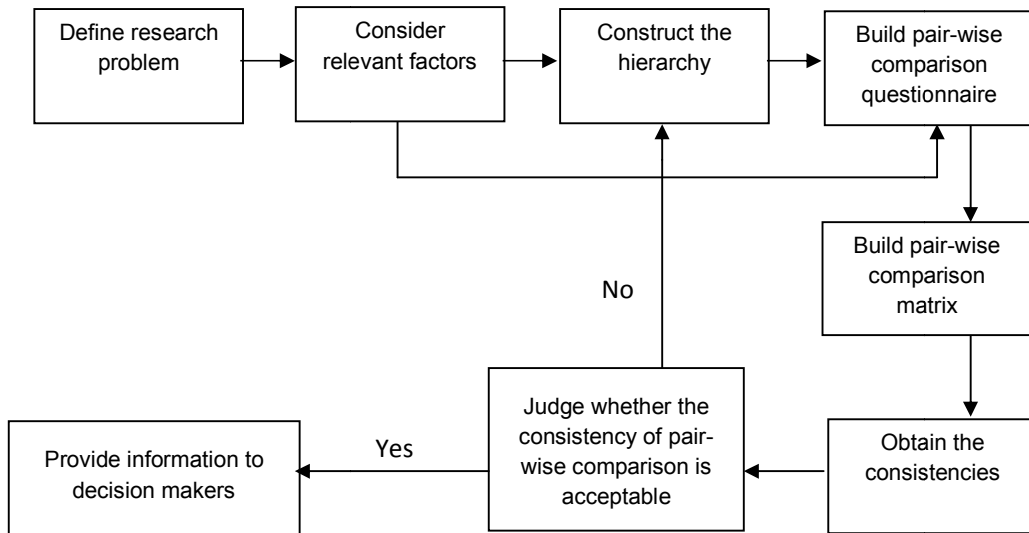 Define research
problem
Consider
relevant factors
Construct the
hierarchy
Build pair-wise
comparison
questionnaire
Build pair-wise
comparison
matrix
No
Judge whether the
consistency of pair-
wise comparison is
acceptable
Yes
Provide information to
decision makers
Obtain the
consistencies